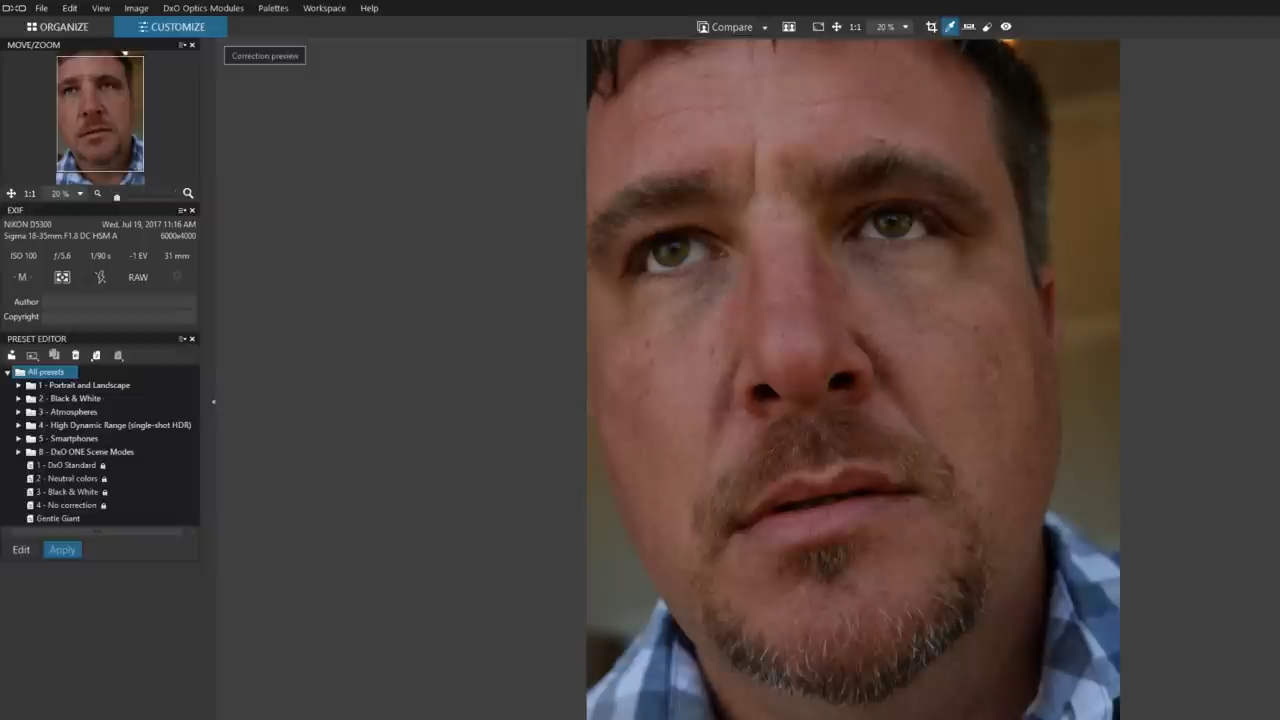 DxO File Edit View Image DxO Optics Modules Palettes Workspace Help
ORGANIZE CUSTOMIZE Compare 1:1 20 %
MOVE/ZOOM
Correction preview
1:1 20 %
EXIF
NIKON D5300 Wed, Jul 19, 2017 11:16 AM
Sigma 18-35mm F1.8 DC HSM A 6000x4000
ISO 100 ƒ/5.6 1/90 s -1 EV 31 mm
- M - RAW
Author
Copyright
PRESET EDITOR
All presets
1 - Portrait and Landscape
2 - Black & White
3 - Atmospheres
4 - High Dynamic Range (single-shot HDR)
5 - Smartphones
8 - DxO ONE Scene Modes
1 - DxO Standard
2 - Neutral colors
3 - Black & White
4 - No correction
Gentle Giant
Edit Apply